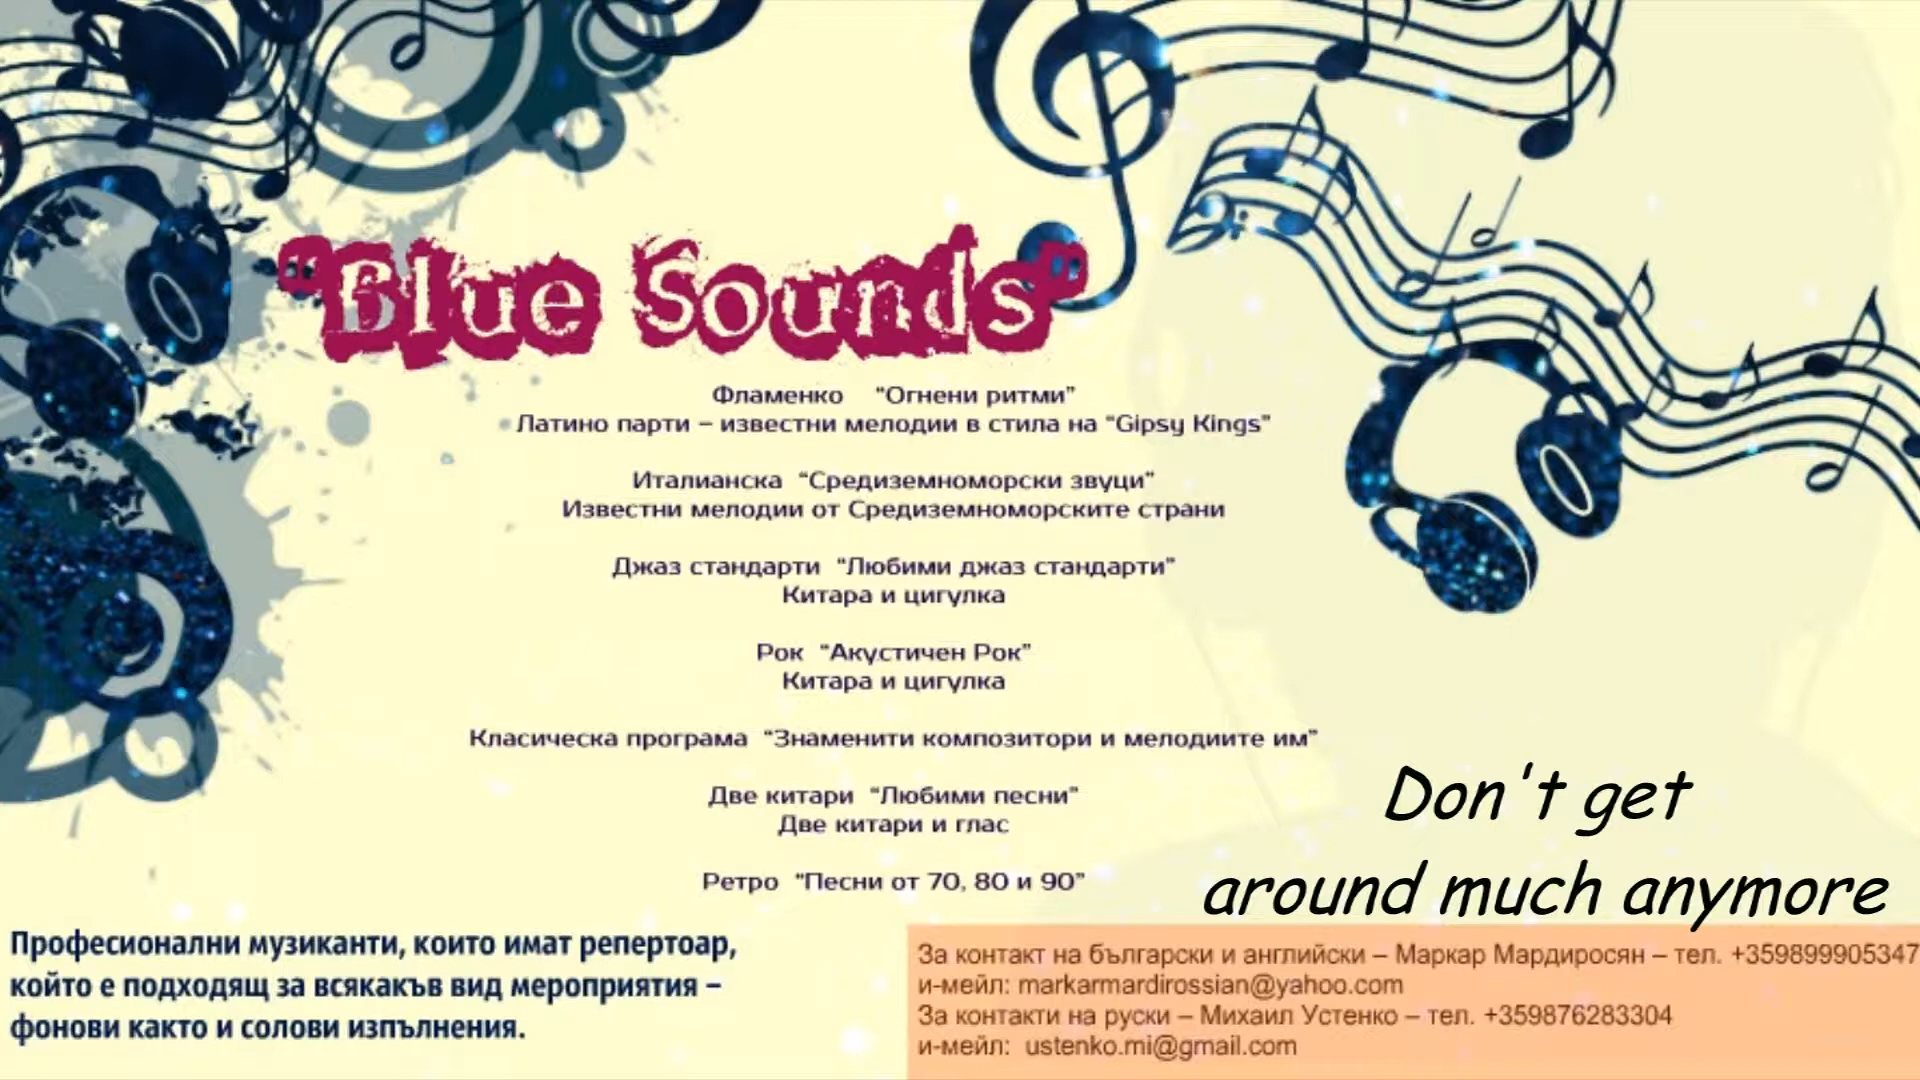 “Blue Sounds”
Фламенко “Огнени ритми”
Латино парти – известни мелодии в стила на “Gipsy Kings”
Италианска “Средиземноморски звуци”
Известни мелодии от Средиземноморските страни
Джаз стандарти “Любими джаз стандарти”
Китара и цигулка
Рок “Акустичен Рок”
Китара и цигулка
Класическа програма “Знаменити композитори и мелодиите им”
Две китари “Любими песни”
Две китари и глас
Ретро “Песни от 70, 80 и 90”
Don't get
around much anymore
Професионални музиканти, които имат репертоар,
който е подходящ за всякакъв вид мероприятия –
фонови както и солови изпълнения.
За контакт на български и английски – Маркар Мардиросян – тел. +359899905347
и-мейл: markarmardirossian@yahoo.com
За контакти на руски – Михаил Устенко – тел. +359876283304
и-мейл: ustenko.mi@gmail.com